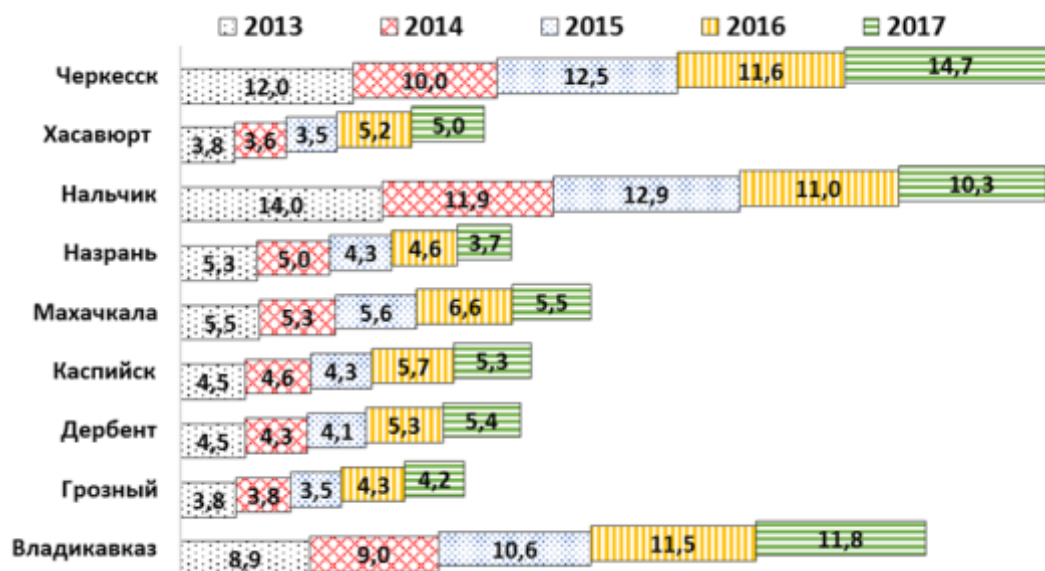 2013 2014 2015 2016 2017
Черкесск 12,0 10,0 12,5 11,6 14,7
Хасавюрт 3,8 3,6 3,5 5,2 5,0
Нальчик 14,0 11,9 12,9 11,0 10,3
Назрань 5,3 5,0 4,3 4,6 3,7
Махачкала 5,5 5,3 5,6 6,6 5,5
Каспийск 4,5 4,6 4,3 5,7 5,3
Дербент 4,5 4,3 4,1 5,3 5,4
Грозный 3,8 3,8 3,5 4,3 4,2
Владикавказ 8,9 9,0 10,6 11,5 11,8